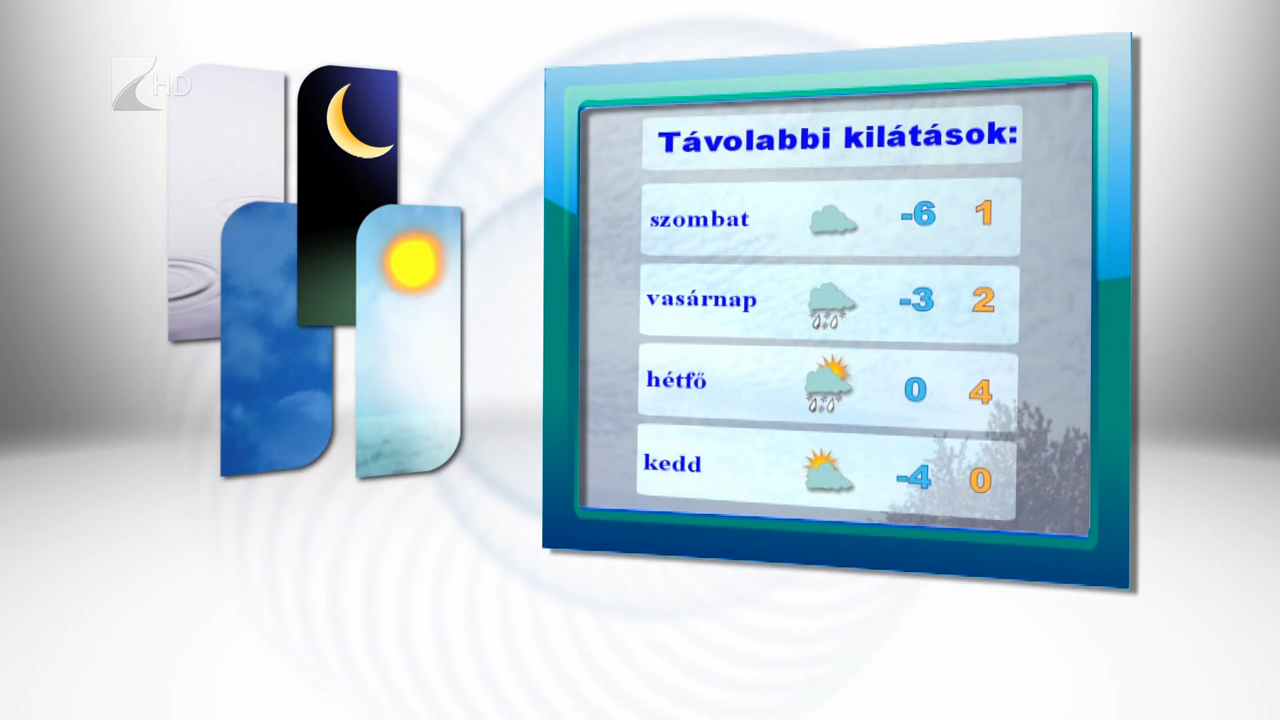 HD
Távolabbi kilátások:
szombat -6 1
vasárnap -3 2
hétfő 0 4
kedd -4 0